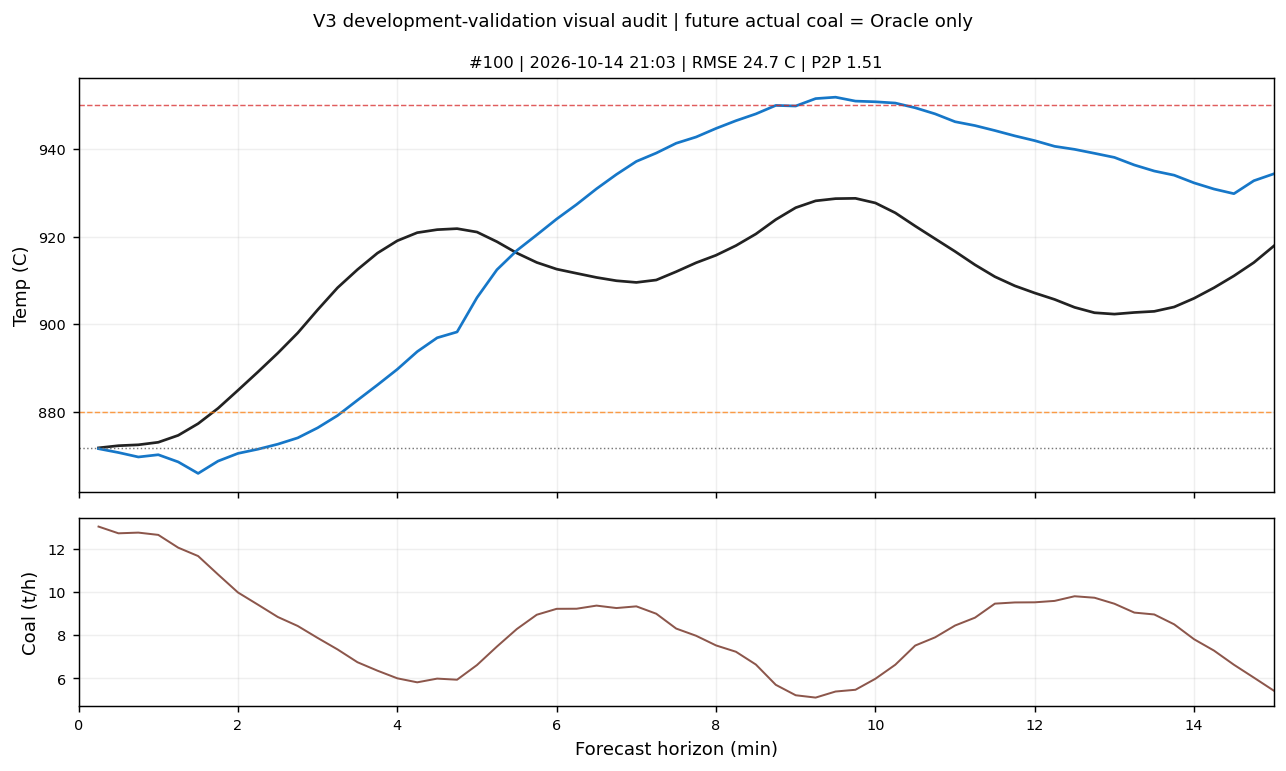 V3 development-validation visual audit | future actual coal = Oracle only
#100 | 2026-10-14 21:03 | RMSE 24.7 C | P2P 1.51
Temp (C)
940
920
900
880
Coal (t/h)
12
10
8
6
0 2 4 6 8 10 12 14
Forecast horizon (min)